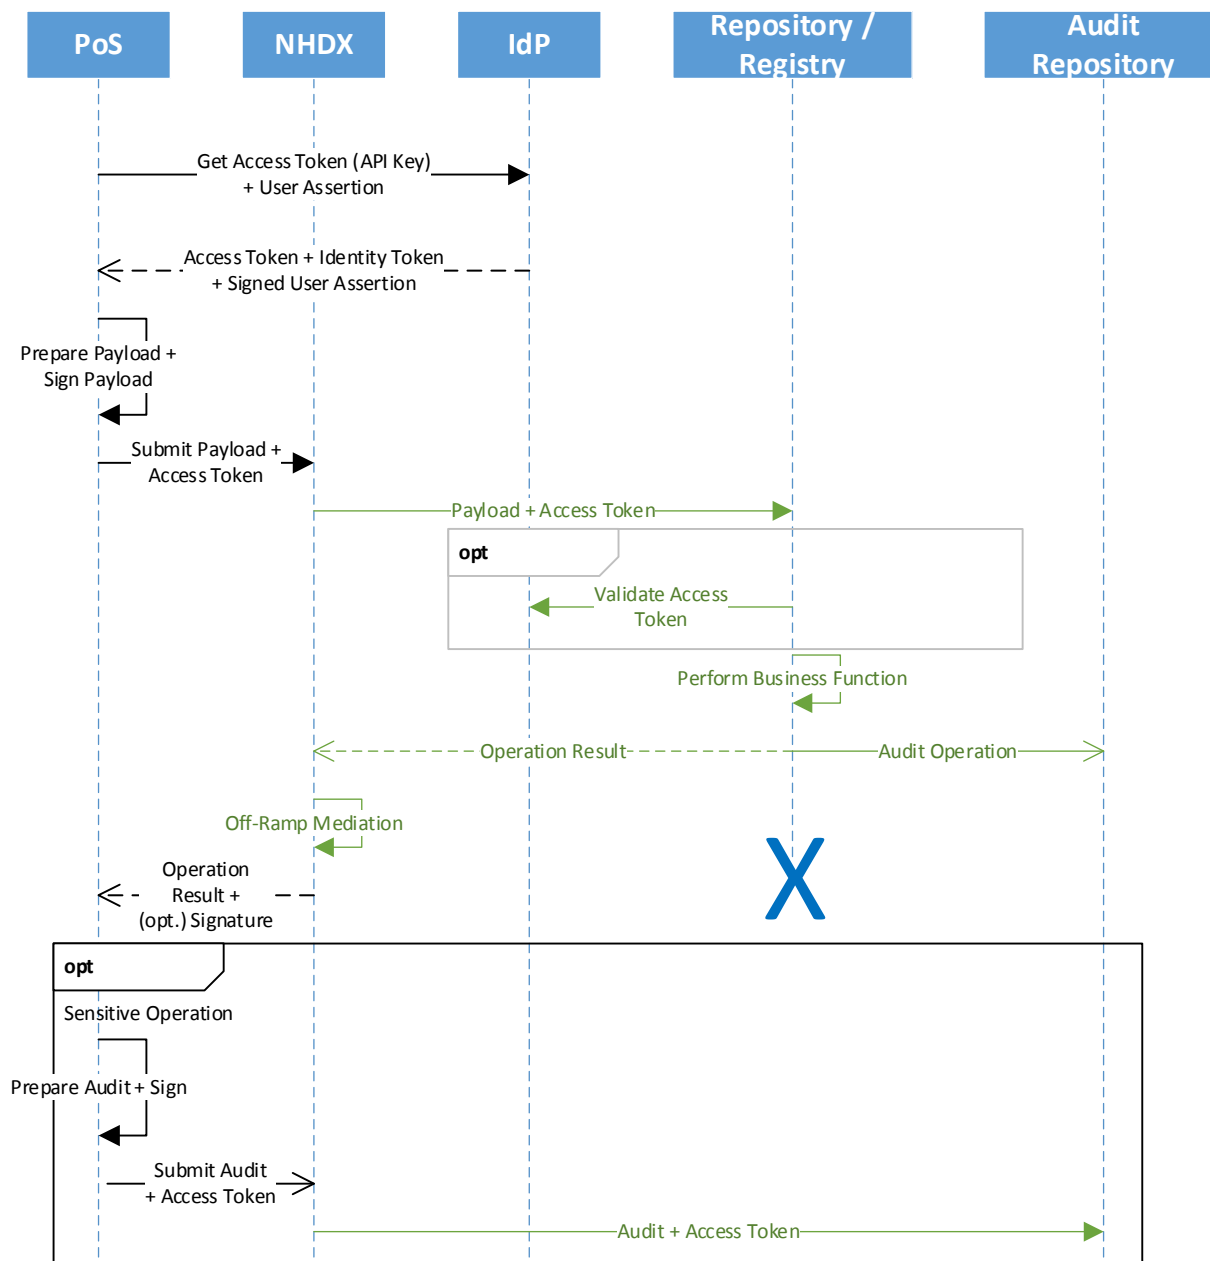 PoS
NHDX
IdP
Repository /
Registry
Audit
Repository
Get Access Token (API Key)
+ User Assertion
Access Token + Identity Token
+ Signed User Assertion
Prepare Payload +
Sign Payload
Submit Payload +
Access Token
Payload + Access Token
opt
Validate Access
Token
Perform Business Function
Operation Result
Audit Operation
Off-Ramp Mediation
Operation
Result +
(opt.) Signature
X
opt
Sensitive Operation
Prepare Audit + Sign
Submit Audit
+ Access Token
Audit + Access Token